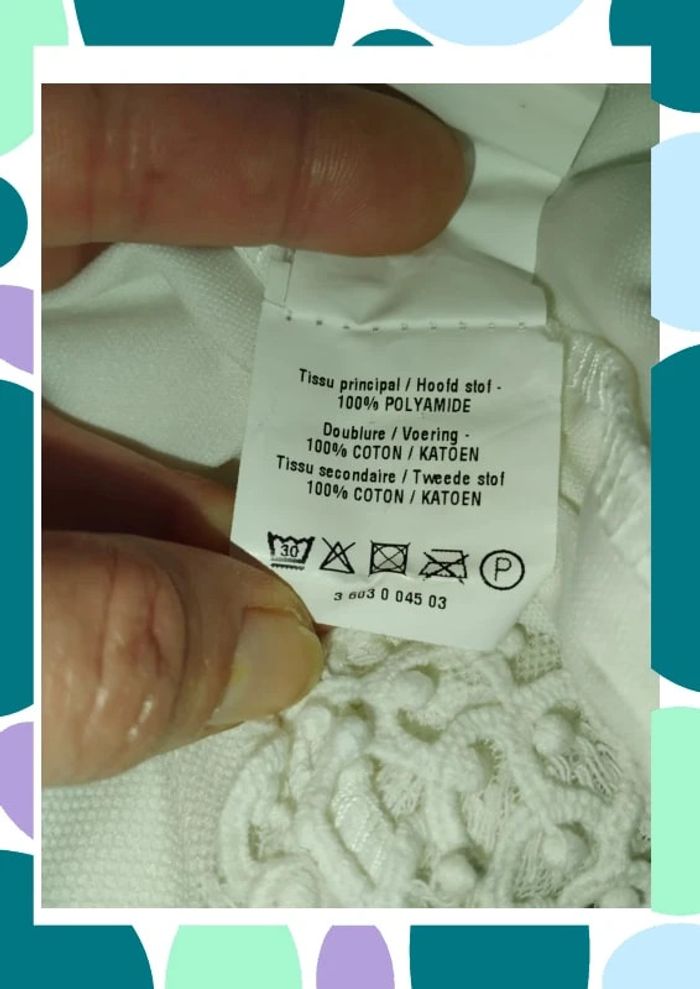 Tissu principal / Hoofd stof -
100% POLYAMIDE
Doublure / Voering -
100% COTON / KATOEN
Tissu secondaire / Tweede stof
100% COTON / KATOEN
30 P
3 603 0 045 03